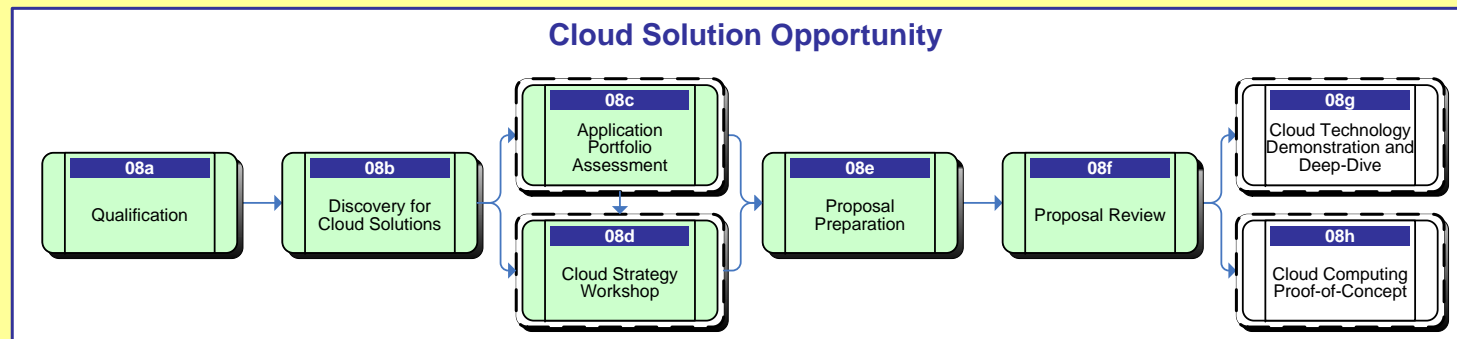 Cloud Solution Opportunity
08a
Qualification
08b
Discovery for
Cloud Solutions
08c
Application
Portfolio
Assessment
08d
Cloud Strategy
Workshop
08e
Proposal
Preparation
08f
Proposal Review
08g
Cloud Technology
Demonstration and
Deep-Dive
08h
Cloud Computing
Proof-of-Concept